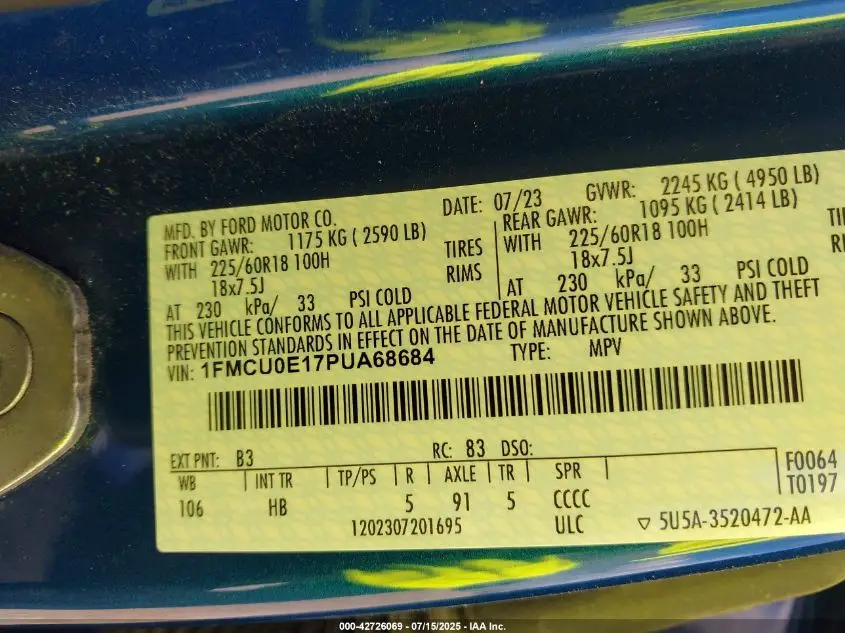 MFD. BY FORD MOTOR CO. DATE: 07/23 GVWR: 2245 KG ( 4950 LB)
FRONT GAWR: 1175 KG ( 2590 LB) REAR GAWR: 1095 KG ( 2414 LB)
WITH 225/60R18 100H TIRES WITH 225/60R18 100H TI
18x7.5J RIMS 18x7.5J RI
AT 230 kPa/ 33 PSI COLD AT 230 kPa/ 33 PSI COLD
THIS VEHICLE CONFORMS TO ALL APPLICABLE FEDERAL MOTOR VEHICLE SAFETY AND THEFT
PREVENTION STANDARDS IN EFFECT ON THE DATE OF MANUFACTURE SHOWN ABOVE.
VIN: 1FMCU0E17PUA68684 TYPE: MPV
EXT PNT: B3 RC: 83 DSO:
WB INT TR TP/PS R AXLE TR SPR F0064
106 HB 5 91 5 CCCC T0197
1202307201695 ULC 5U5A-3520472-AA
000-42726069 - 07/15/2025 - IAA Inc.